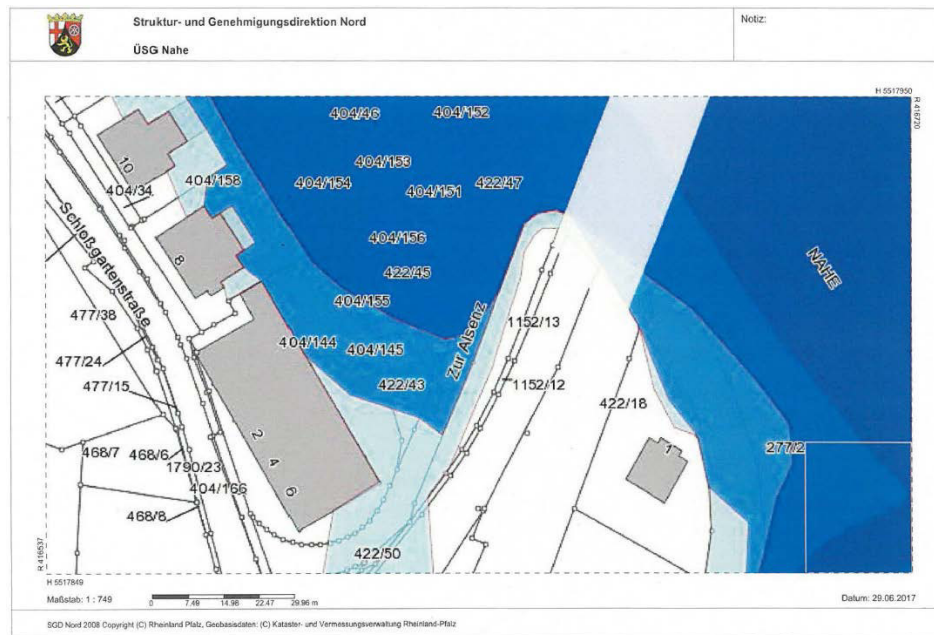 Struktur- und Genehmigungsdirektion Nord
ÜSG Nahe
Notiz:
H 5517950
R 416720
404/46
404/152
10
404/34
404/158
404/153
404/154
404/151
422/47
Schloßgartenstraße
8
404/156
422/45
NAHE
477/38
404/155
404/144
404/145
Zur Alsenz
1152/13
477/24
477/15
422/43
1152/12
422/18
468/7
468/6
2
4
6
1
277/2
1790/23
404/166
468/8
422/50
R 416537
H 5517849
Maßstab: 1 : 749
0 7.49 14.98 22.47 29.96 m
Datum: 29.06.2017
SGD Nord 2008 Copyright (C) Rheinland Pfalz, Geobasisdaten: (C) Kataster- und Vermessungsverwaltung Rheinland-Pfalz